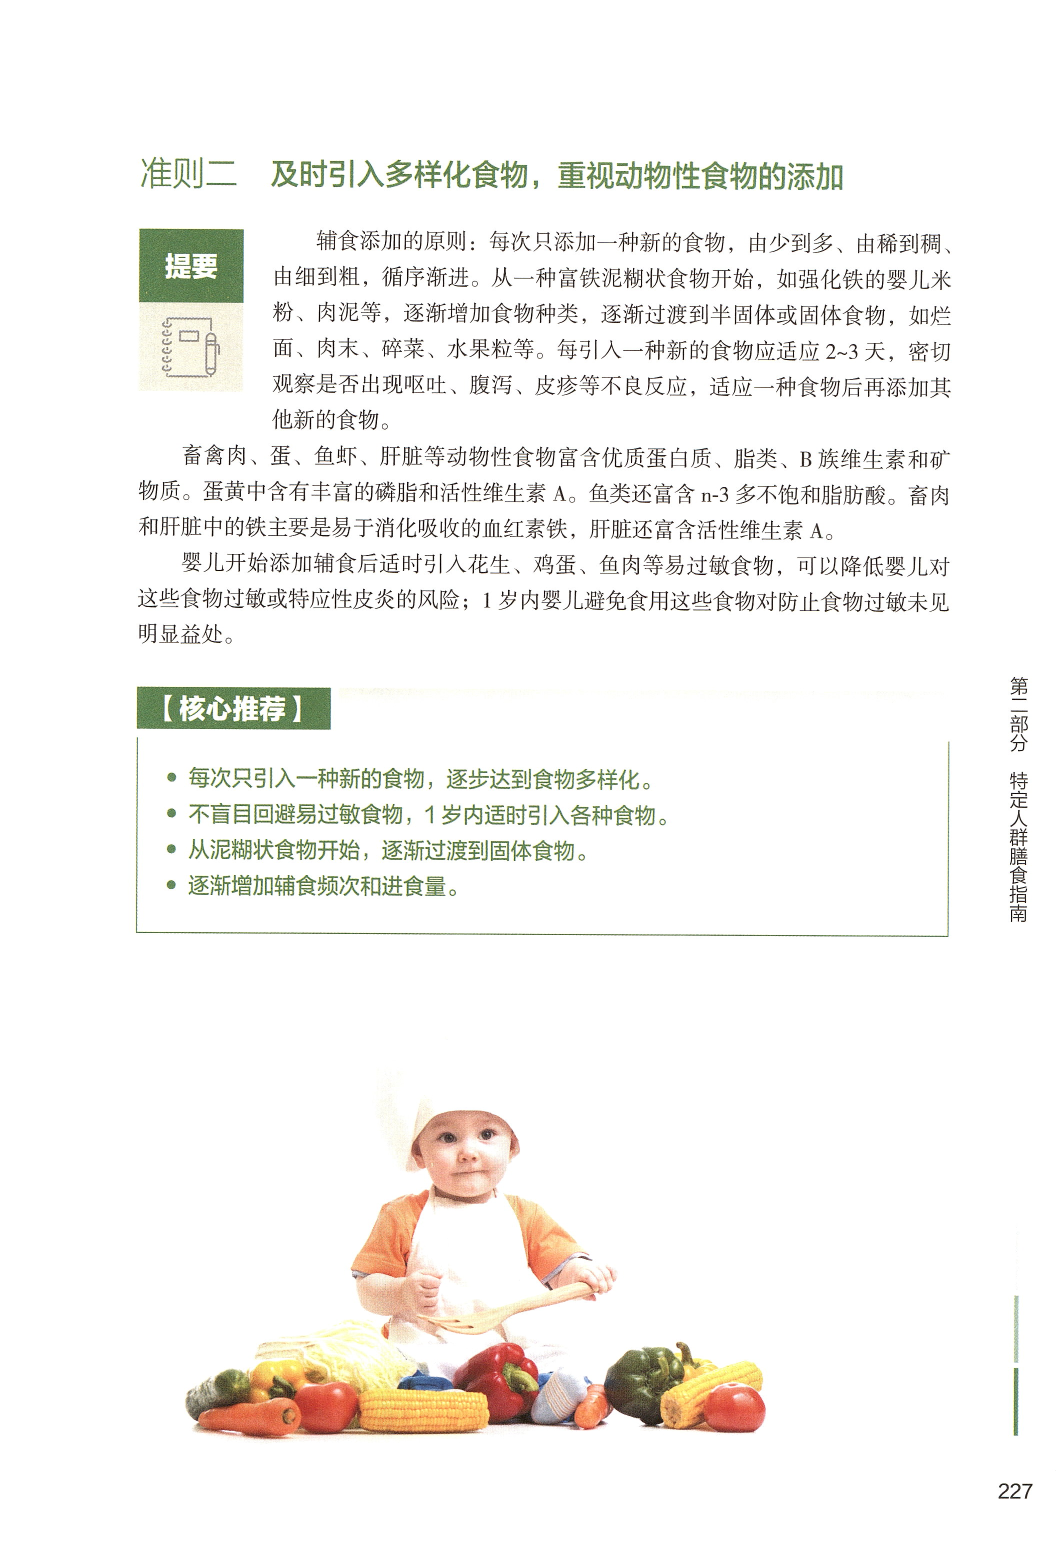 准则二 及时引入多样化食物，重视动物性食物的添加
提要
辅食添加的原则：每次只添加一种新的食物，由少到多、由稀到稠、
由细到粗，循序渐进。从一种富铁泥糊状食物开始，如强化铁的婴儿米
粉、肉泥等，逐渐增加食物种类，逐渐过渡到半固体或固体食物，如烂
面、肉末、碎菜、水果粒等。每引入一种新的食物应适应 2~3 天，密切
观察是否出现呕吐、腹泻、皮疹等不良反应，适应一种食物后再添加其
他新的食物。
畜禽肉、蛋、鱼虾、肝脏等动物性食物富含优质蛋白质、脂类、B 族维生素和矿
物质。蛋黄中含有丰富的磷脂和活性维生素 A。鱼类还富含 n-3 多不饱和脂肪酸。畜肉
和肝脏中的铁主要是易于消化吸收的血红素铁，肝脏还富含活性维生素 A。
婴儿开始添加辅食后适时引入花生、鸡蛋、鱼肉等易过敏食物，可以降低婴儿对
这些食物过敏或特应性皮炎的风险；1 岁内婴儿避免食用这些食物对防止食物过敏未见
明显益处。
【核心推荐】
• 每次只引入一种新的食物，逐步达到食物多样化。
• 不盲目回避易过敏食物，1 岁内适时引入各种食物。
• 从泥糊状食物开始，逐渐过渡到固体食物。
• 逐渐增加辅食频次和进食量。
第二部分 特定人群膳食指南
227